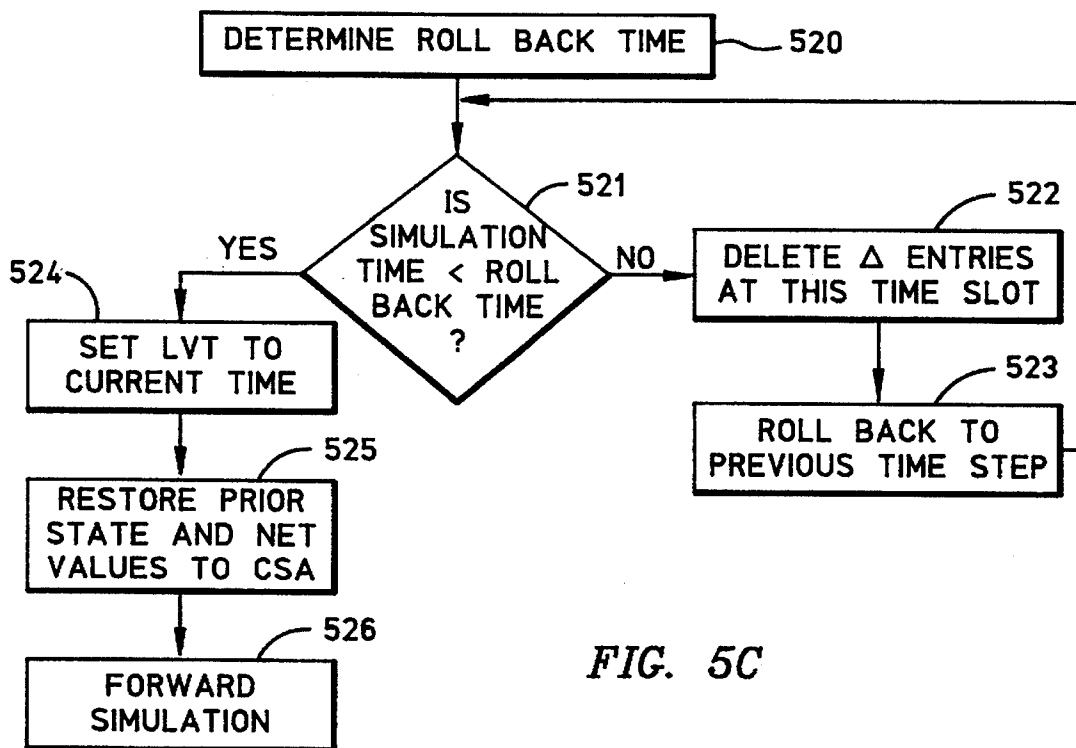 DETERMINE ROLL BACK TIME
520
IS
SIMULATION
TIME < ROLL
BACK TIME
?
521
YES
NO
522
DELETE Δ ENTRIES
AT THIS TIME SLOT
523
ROLL BACK TO
PREVIOUS TIME STEP
524
SET LVT TO
CURRENT TIME
525
RESTORE PRIOR
STATE AND NET
VALUES TO CSA
526
FORWARD
SIMULATION
FIG. 5C